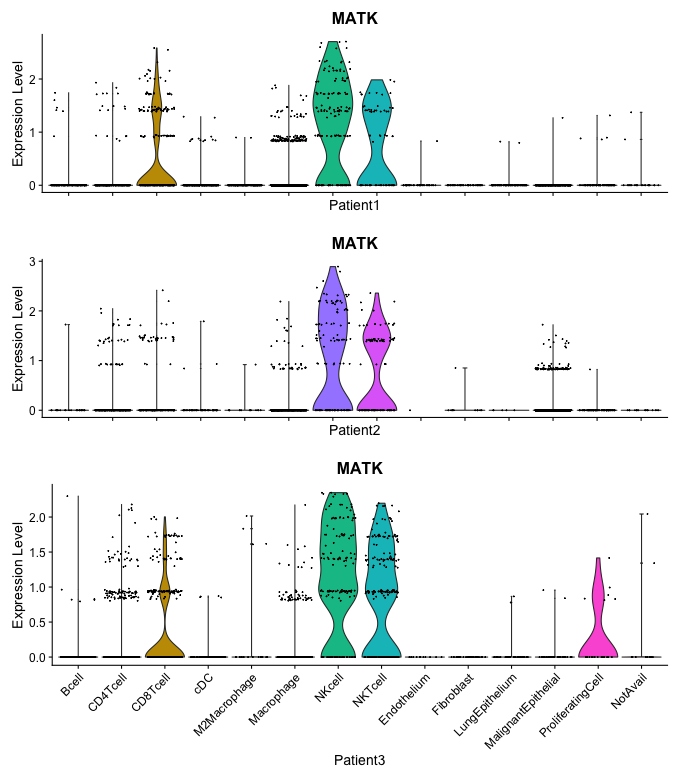 MATK
Expression Level
2
1
0
Patient1
MATK
Expression Level
3
2
1
0
Patient2
MATK
Expression Level
2.0
1.5
1.0
0.5
0.0
Bcell
CD4Tcell
CD8Tcell
cDC
M2Macrophage
Macrophage
NKcell
NKTcell
Endothelium
Fibroblast
LungEpithelium
MalignantEpithelial
ProliferatingCell
NotAvail
Patient3